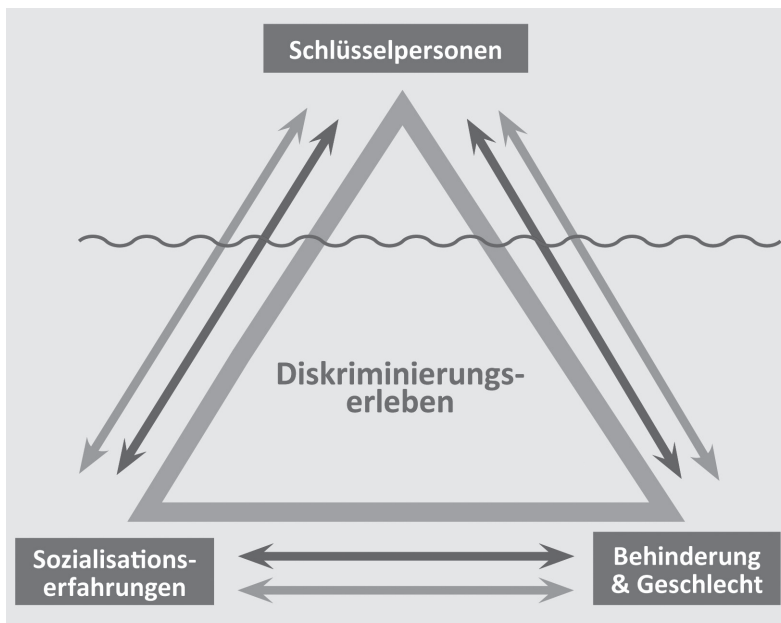 Schlüsselpersonen
Diskriminierungs-
erleben
Sozialisations-
erfahrungen
Behinderung
& Geschlecht